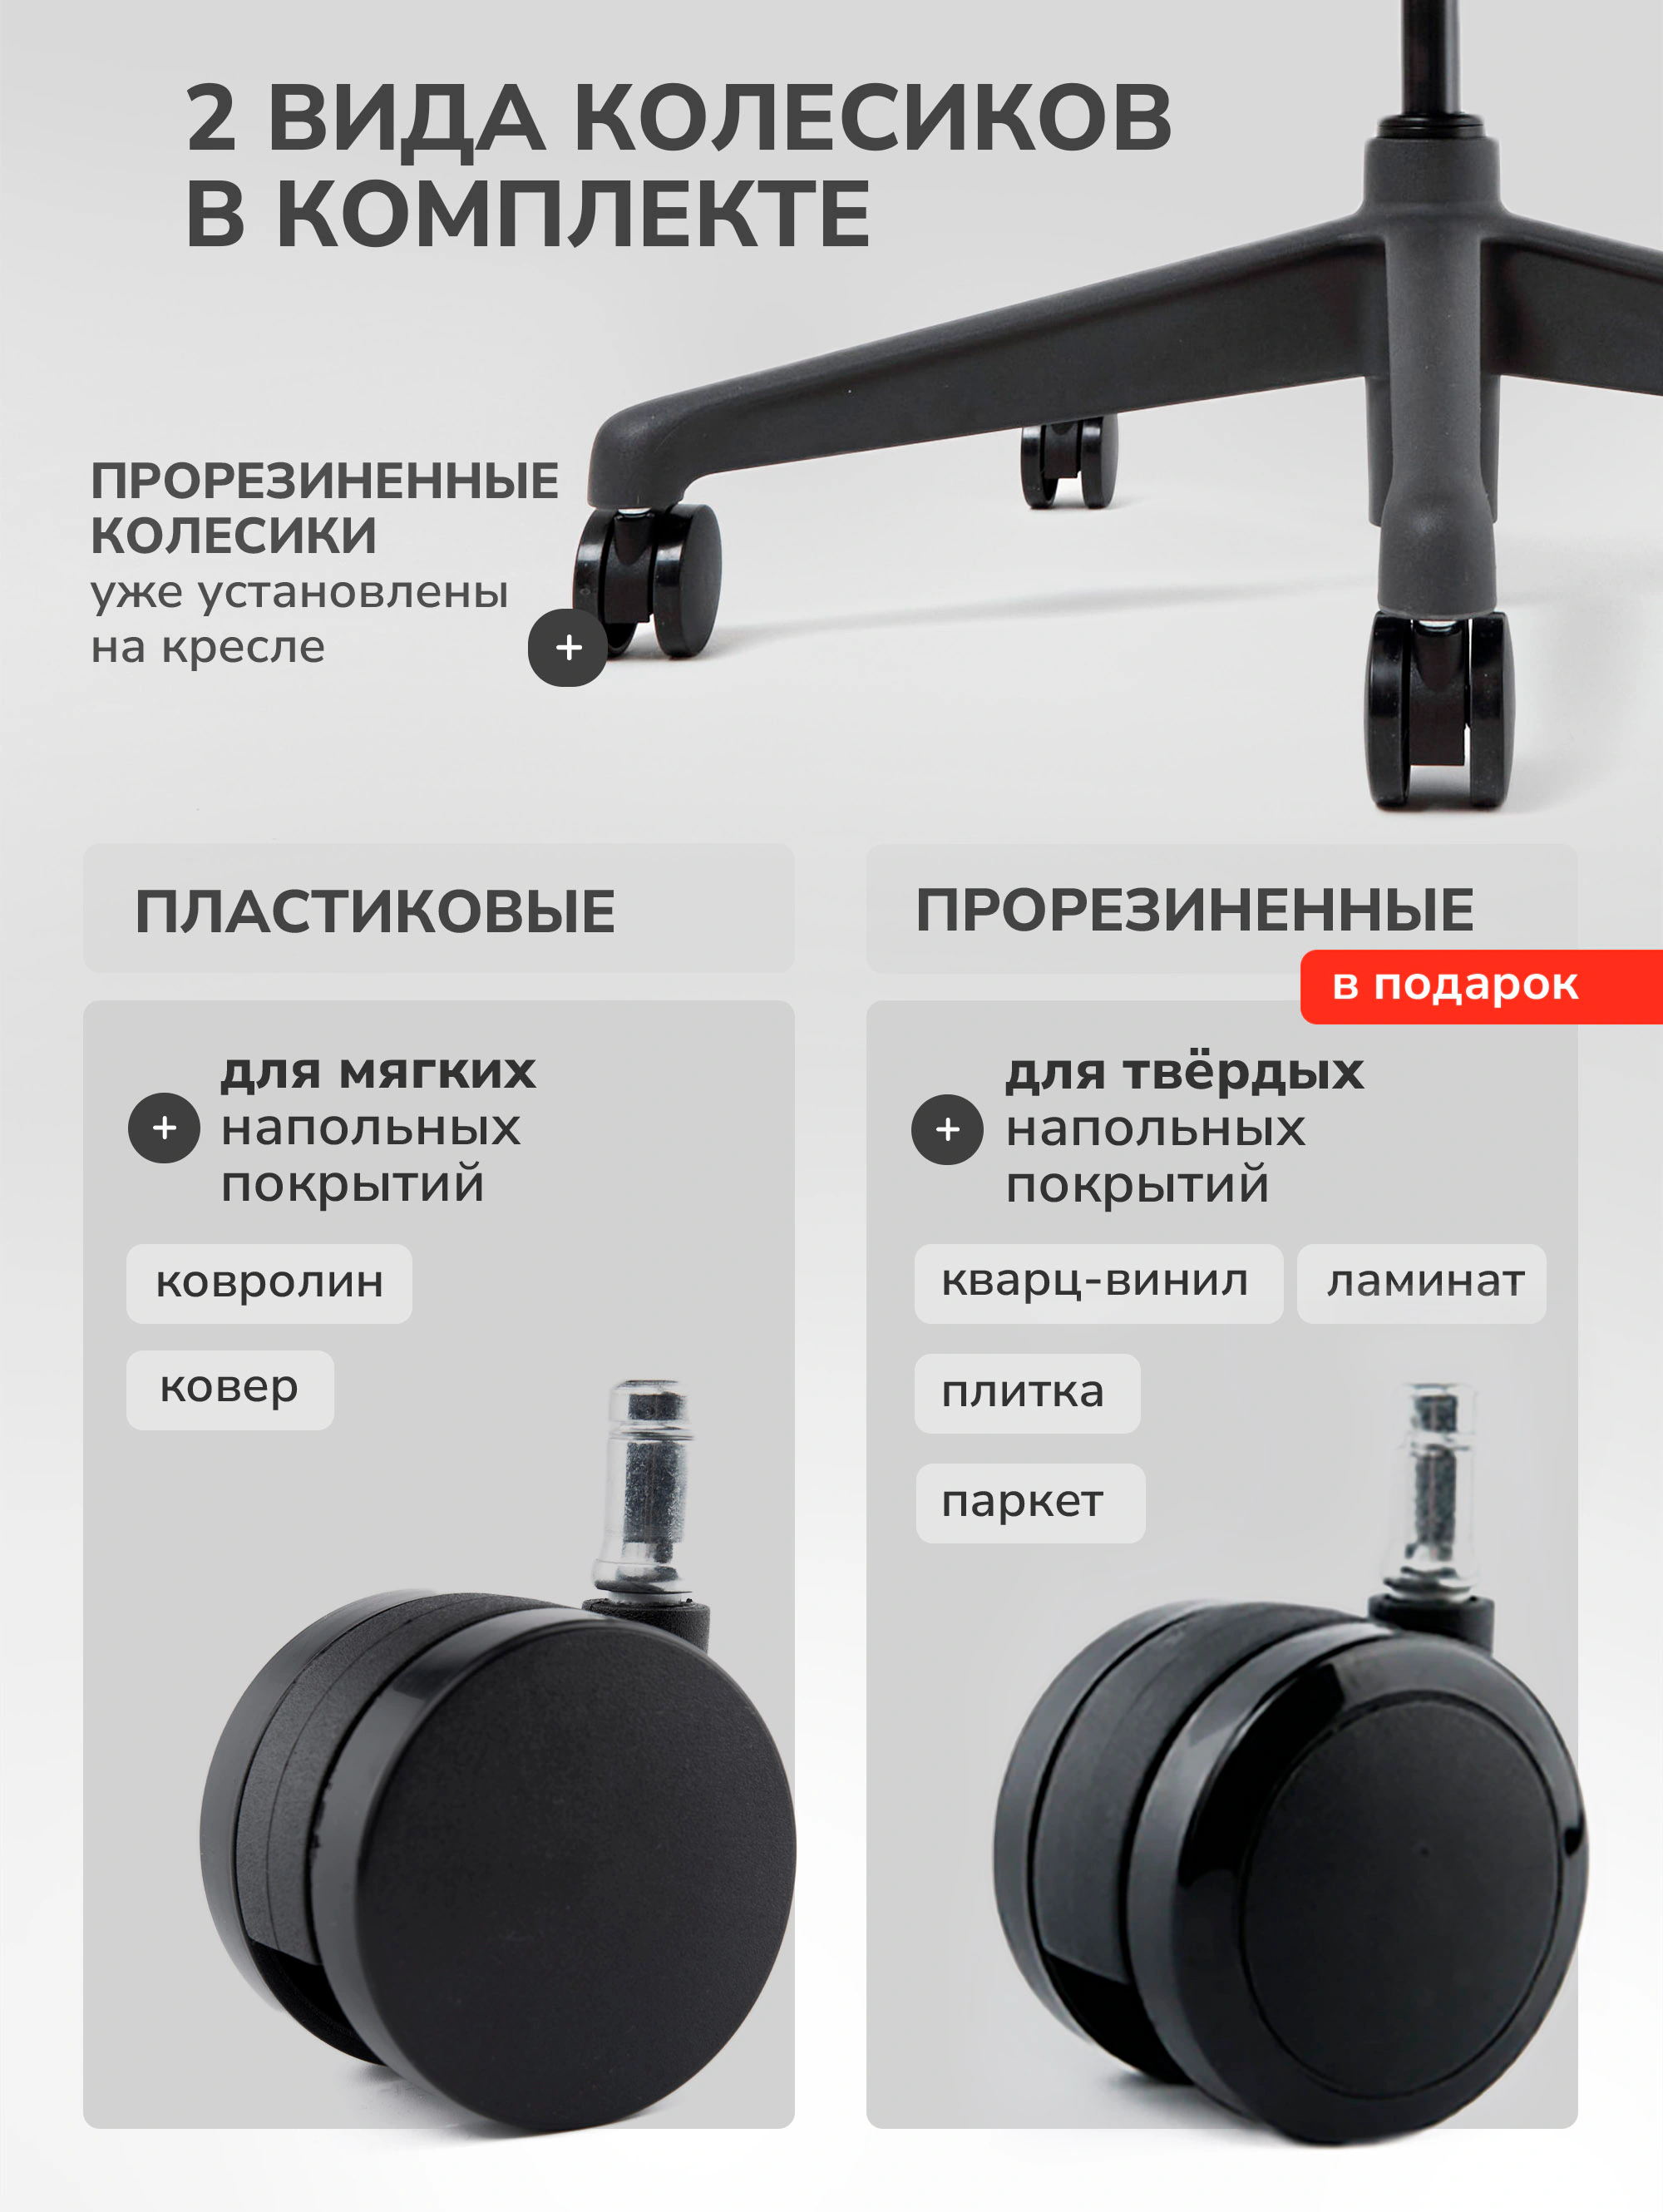 2 ВИДА КОЛЕСИКОВ
В КОМПЛЕКТЕ
ПРОРЕЗИНЕННЫЕ
КОЛЕСИКИ
уже установлены
на кресле
+
ПЛАСТИКОВЫЕ
ПРОРЕЗИНЕННЫЕ
в подарок
+
для мягких
напольных
покрытий
ковролин
ковер
+
для твёрдых
напольных
покрытий
кварц-винил
ламинат
плитка
паркет